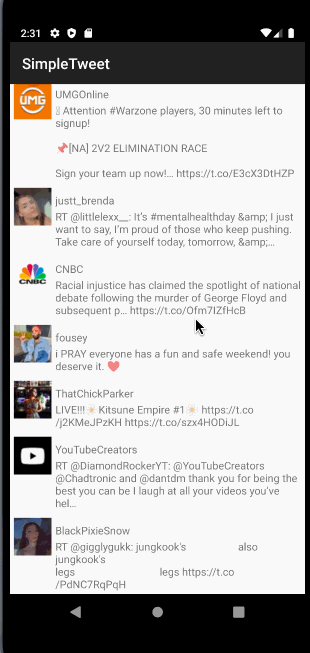 2:31
SimpleTweet
UMG
UMGOnline
Attention #Warzone players, 30 minutes left to
signup!
📌[NA] 2V2 ELIMINATION RACE
Sign your team up now!… https://t.co/E3cX3DtHZP
justt_brenda
RT @littlelexx__: It's #mentalhealthday &amp; I just
want to say, I'm proud of those who keep pushing.
Take care of yourself today, tomorrow, &amp;…
CNBC
CNBC
Racial injustice has claimed the spotlight of national
debate following the murder of George Floyd and
subsequent p… https://t.co/Ofm7IZfHcB
fousey
i PRAY everyone has a fun and safe weekend! you
deserve it. ❤️
ThatChickParker
LIVE!!! Kitsune Empire #1 https://t.co
/j2KMeJPzKH https://t.co/szx4HODiJL
YouTubeCreators
RT @DiamondRockerYT: @YouTubeCreators
@Chadtronic and @dantdm thank you for being the
best you can be I laugh at all your videos you've
hel…
BlackPixieSnow
RT @gigglygukk: jungkook's also
jungkook's
legs legs https://t.co
/PdNC7RqPqH